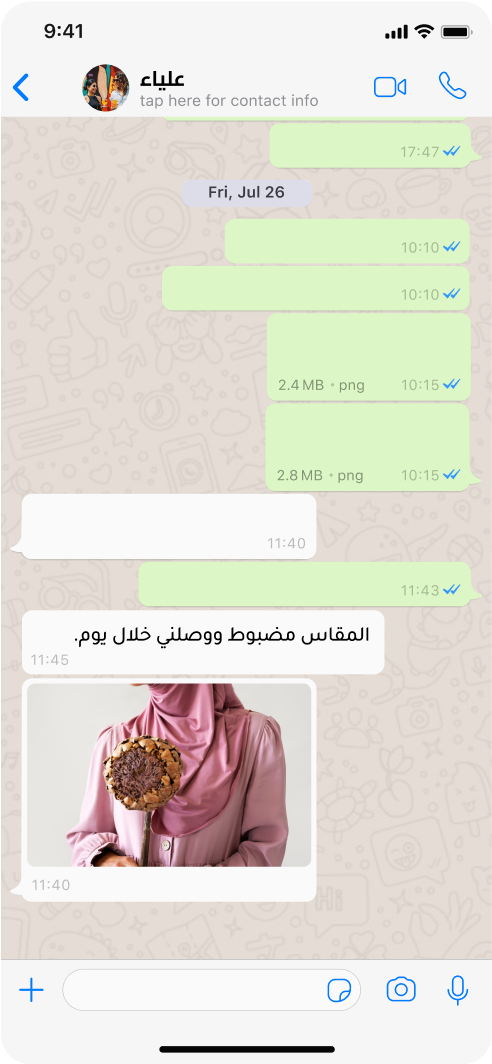 9:41
علياء
tap here for contact info
17:47
Fri, Jul 26
10:10
10:10
2.4 MB • png 10:15
2.8 MB • png 10:15
11:40
11:43
المقاس مضبوط ووصلني خلال يوم.
11:45
11:40
Hi